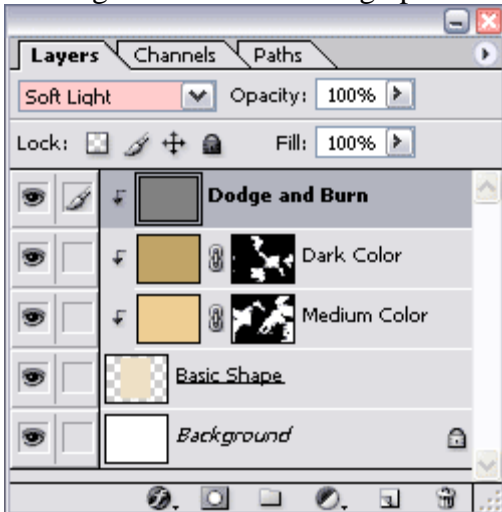 Layers Channels Paths
Soft Light Opacity: 100%
Lock: Fill: 100%
Dodge and Burn
Dark Color
Medium Color
Basic Shape
Background